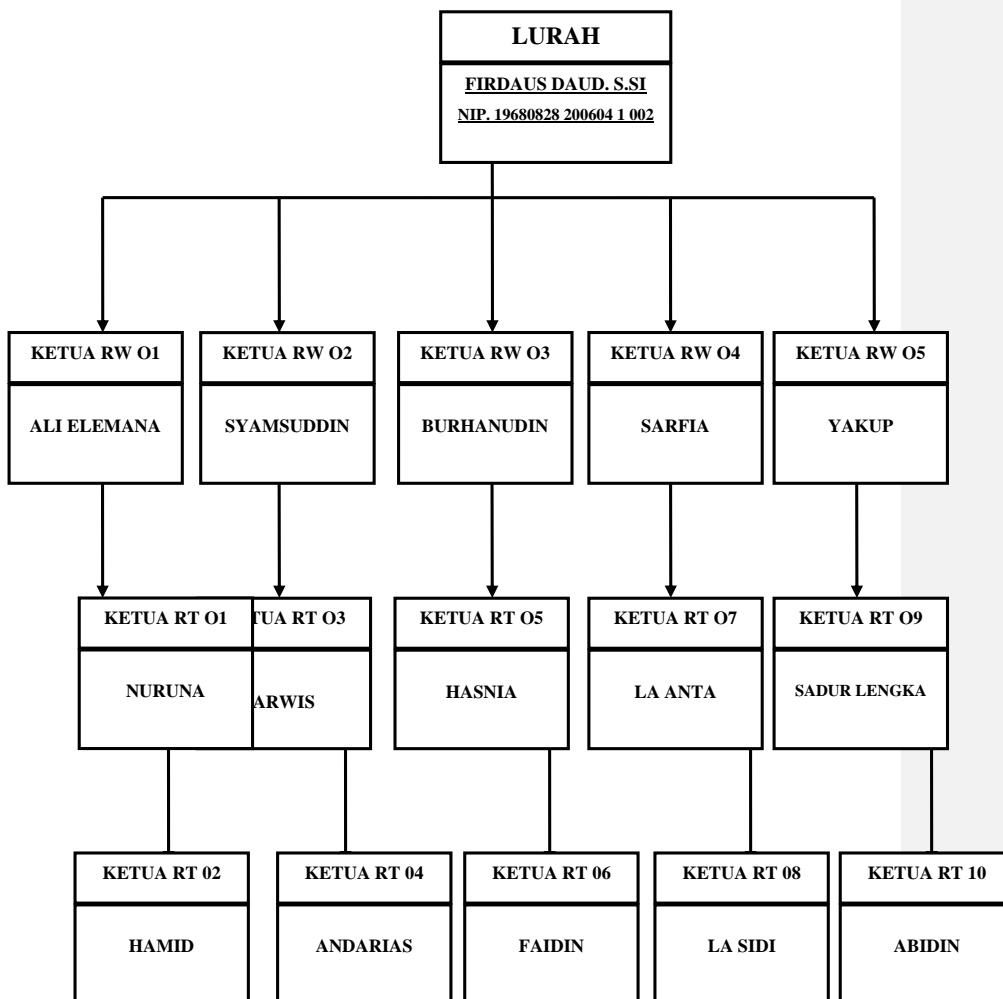 LURAH
FIRDAUS DAUD. S.SI
NIP. 19680828 200604 1 002
KETUA RW O1
KETUA RW O2
KETUA RW O3
KETUA RW O4
KETUA RW O5
ALI ELEMANA
SYAMSUDDIN
BURHANUDIN
SARFIA
YAKUP
KETUA RT O1
TUA RT O3
KETUA RT O5
KETUA RT O7
KETUA RT O9
NURUNA
ARWIS
HASNIA
LA ANTA
SADUR LENGKA
KETUA RT 02
KETUA RT 04
KETUA RT 06
KETUA RT 08
KETUA RT 10
HAMID
ANDARIAS
FAIDIN
LA SIDI
ABIDIN